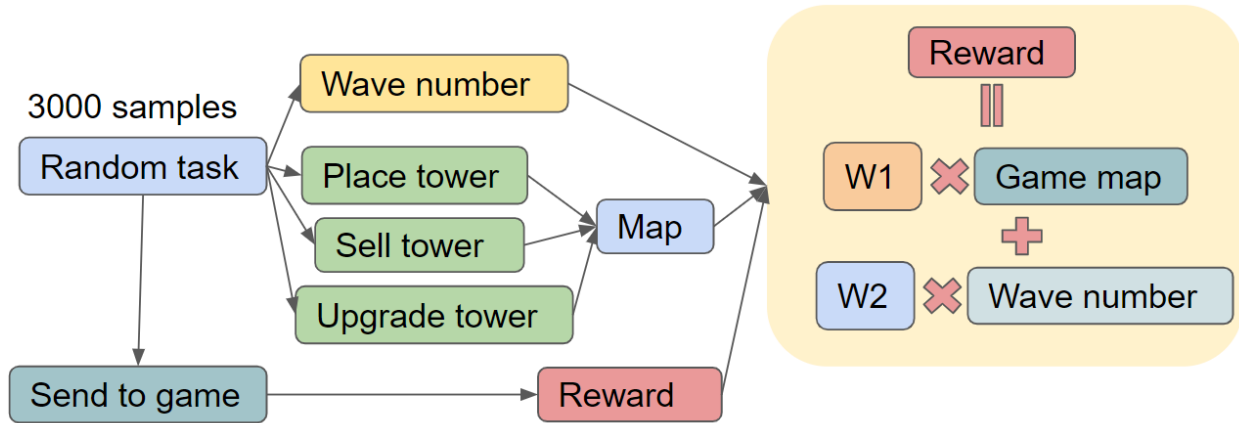 3000 samples
Random task
Wave number
Place tower
Sell tower
Upgrade tower
Map
Send to game
Reward
Reward
W1
Game map
W2
Wave number